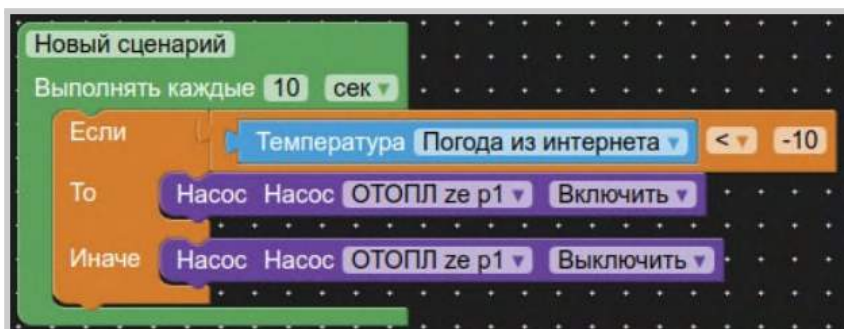 Новый сценарий
Выполнять каждые 10 сек
Если Температура Погода из интернета < -10
То Насос Насос ОТОПЛ ze p1 Включить
Иначе Насос Насос ОТОПЛ ze p1 Выключить